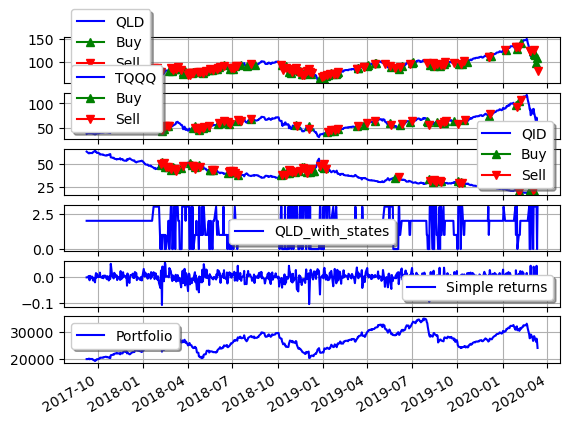 QLD
Buy
Sell
150
100
TQQQ
Buy
Sell
100
50
QID
Buy
Sell
50
25
2.5
0.0
QLD_with_states
0.0
-0.1
Simple returns
30000
20000
Portfolio
2017-10
2018-01
2018-04
2018-07
2018-10
2019-01
2019-04
2019-07
2019-10
2020-01
2020-04